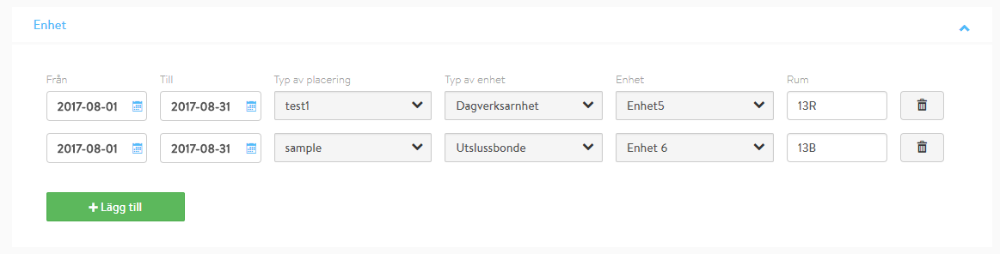 Enhet
Från Till Typ av placering Typ av enhet Enhet Rum
2017-08-01 2017-08-31 test1 Dagverksarnhet Enhet5 13R
2017-08-01 2017-08-31 sample Utslussbonde Enhet 6 13B
+ Lägg till